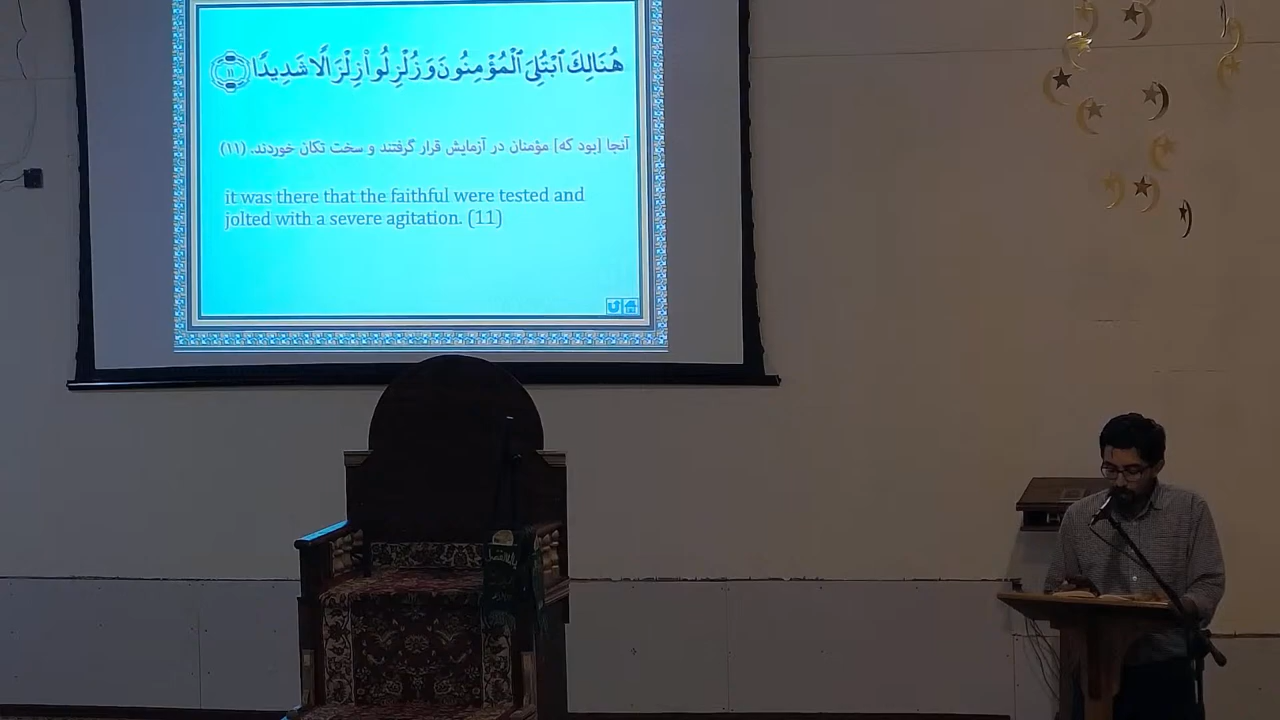 هُنَالِكَ ٱبْتُلِيَ ٱلْمُؤْمِنُونَ وَزُلْزِلُوا۟ زِلْزَالًا شَدِيدًا ١١
آنجا [بود که] مؤمنان در آزمایش قرار گرفتند و سخت تکان خوردند. (۱۱)
it was there that the faithful were tested and
jolted with a severe agitation. (11)